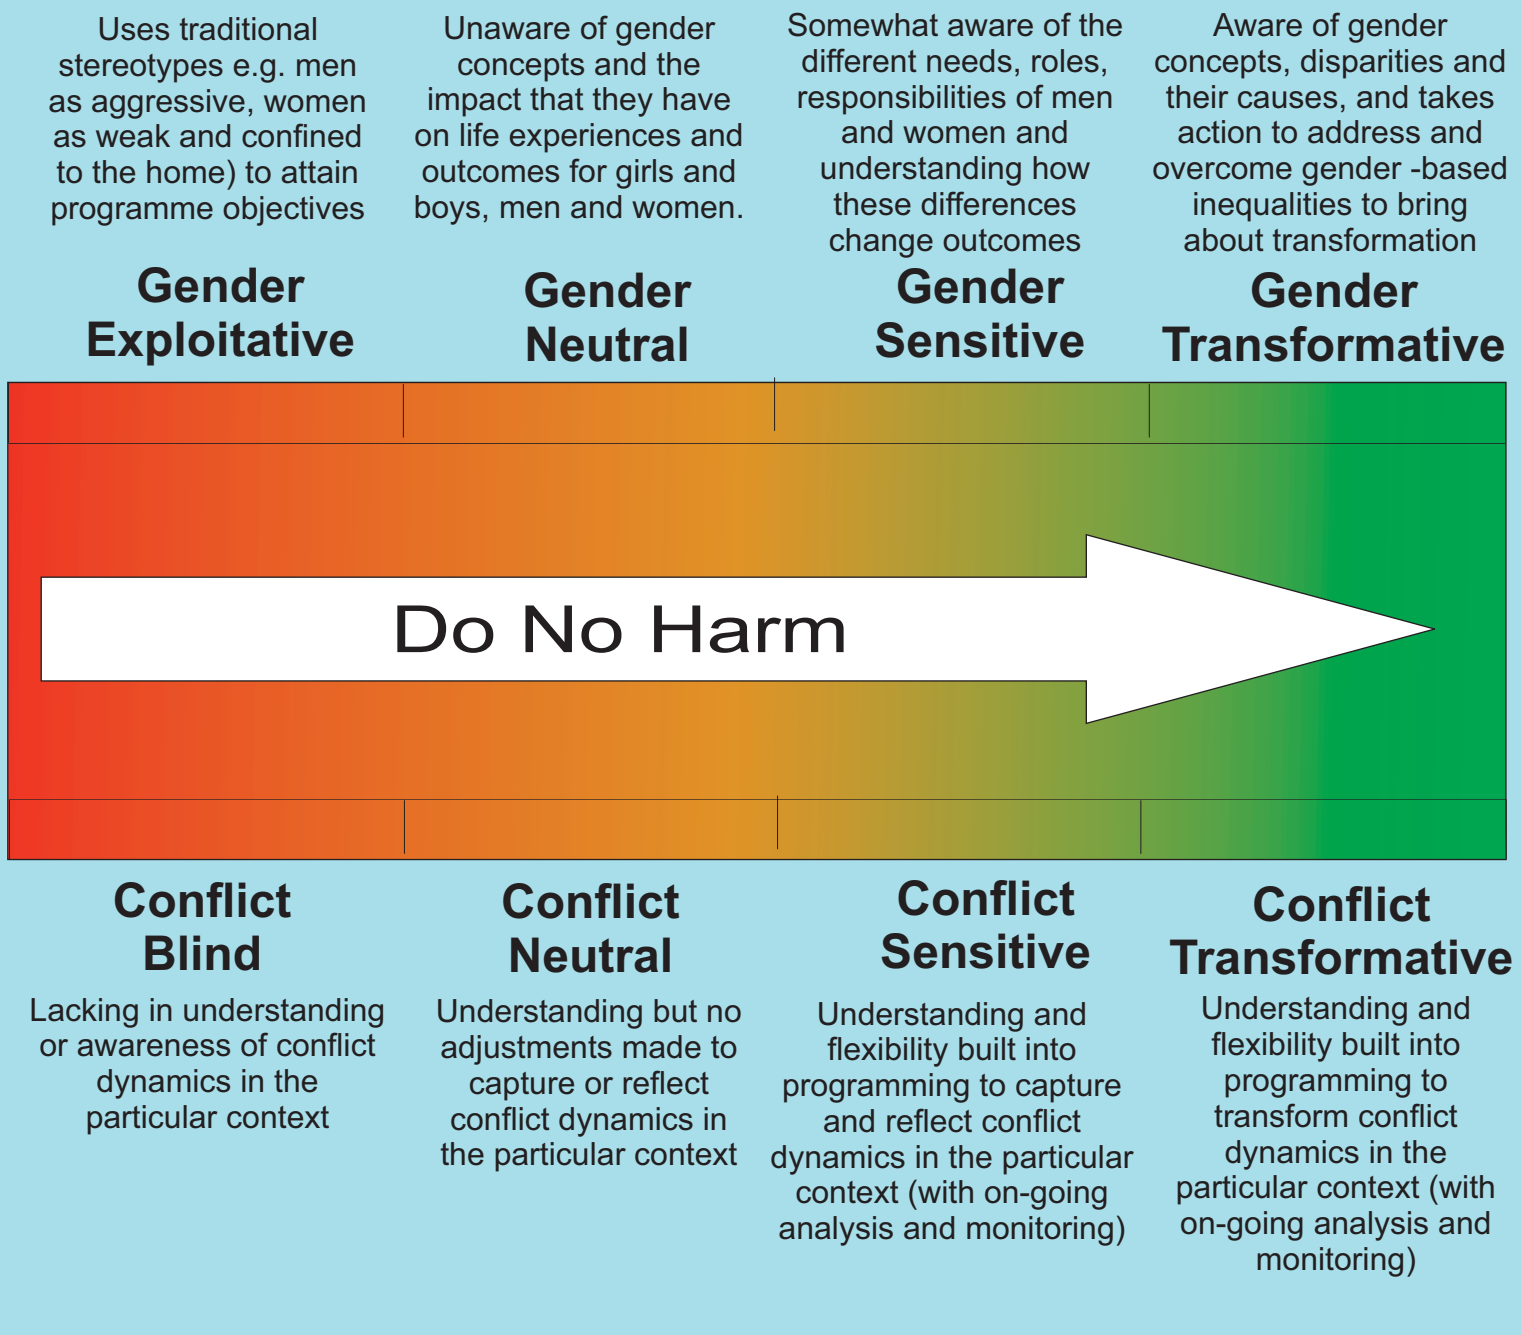 Uses traditional
stereotypes e.g. men
as aggressive, women
as weak and confined
to the home) to attain
programme objectives
Gender
Exploitative
Unaware of gender
concepts and the
impact that they have
on life experiences and
outcomes for girls and
boys, men and women.
Gender
Neutral
Somewhat aware of the
different needs, roles,
responsibilities of men
and women and
understanding how
these differences
change outcomes
Gender
Sensitive
Aware of gender
concepts, disparities and
their causes, and takes
action to address and
overcome gender -based
inequalities to bring
about transformation
Gender
Transformative
Do No Harm
Conflict
Blind
Lacking in understanding
or awareness of conflict
dynamics in the
particular context
Conflict
Neutral
Understanding but no
adjustments made to
capture or reflect
conflict dynamics in
the particular context
Conflict
Sensitive
Understanding and
flexibility built into
programming to capture
and reflect conflict
dynamics in the particular
context (with on-going
analysis and monitoring)
Conflict
Transformative
Understanding and
flexibility built into
programming to
transform conflict
dynamics in the
particular context (with
on-going analysis and
monitoring)